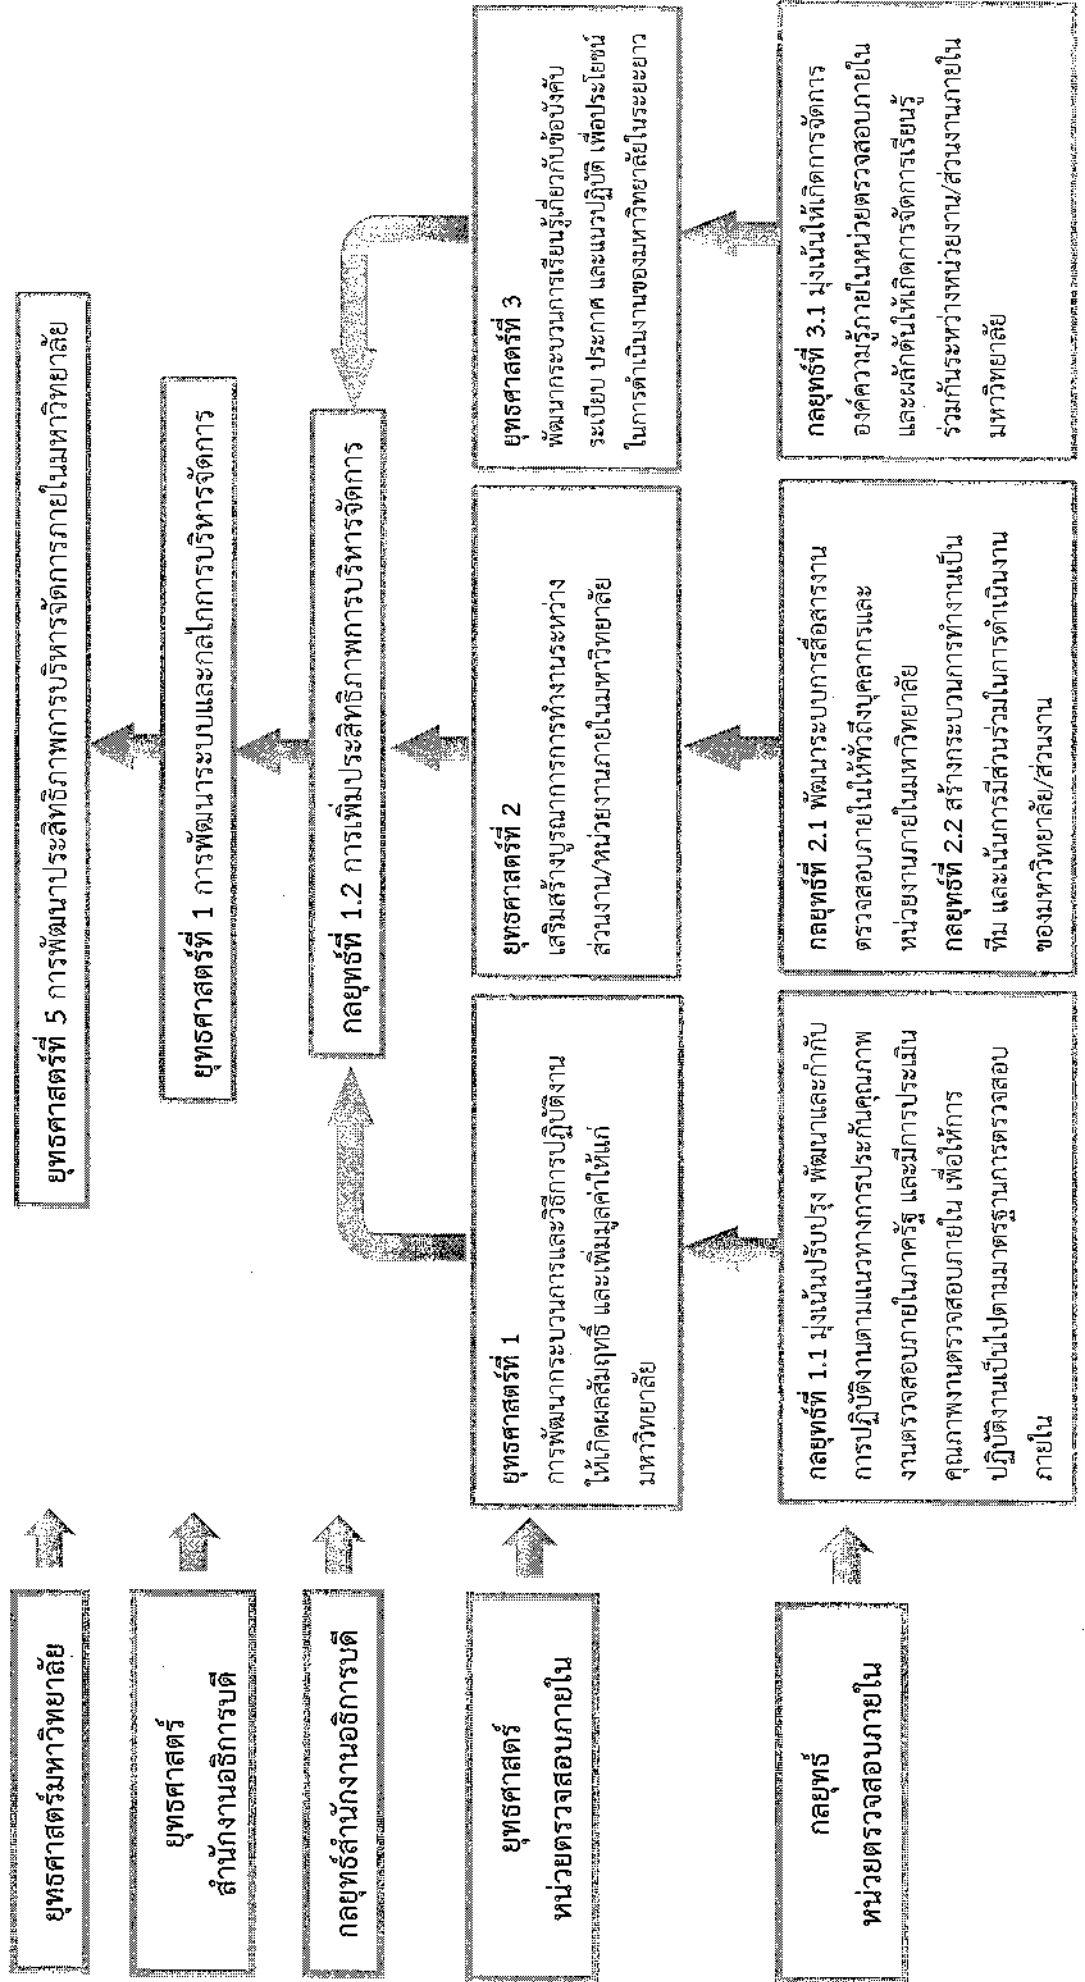 ยุทธศาสตร์มหาวิทยาลัย
ยุทธศาสตร์ที่ 5 การพัฒนาประสิทธิภาพการบริหารจัดการภายในมหาวิทยาลัย
ยุทธศาสตร์
สำนักงานอธิการบดี
ยุทธศาสตร์ที่ 1 การพัฒนาระบบและกลไกการบริหารจัดการ
กลยุทธ์สำนักงานอธิการบดี
กลยุทธ์ที่ 1.2 การเพิ่มประสิทธิภาพการบริหารจัดการ
ยุทธศาสตร์
หน่วยตรวจสอบภายใน
ยุทธศาสตร์ที่ 1
การพัฒนากระบวนการและวิธีการปฏิบัติงาน
ให้เกิดผลสัมฤทธิ์ และเพิ่มมูลค่าให้แก่
มหาวิทยาลัย
ยุทธศาสตร์ที่ 2
เสริมสร้างบูรณาการการทำงานระหว่าง
ส่วนงาน/หน่วยงานภายในมหาวิทยาลัย
ยุทธศาสตร์ที่ 3
พัฒนากระบวนการเรียนรู้เกี่ยวกับข้อบังคับ
ระเบียบ ประกาศ และแนวปฏิบัติ เพื่อประโยชน์
ในการดำเนินงานของมหาวิทยาลัยในระยะยาว
กลยุทธ์
หน่วยตรวจสอบภายใน
กลยุทธ์ที่ 1.1 มุ่งเน้นปรับปรุง พัฒนาและกำกับ
การปฏิบัติงานตามแนวทางการประกันคุณภาพ
งานตรวจสอบภายในภาครัฐ และมีการประเมิน
คุณภาพงานตรวจสอบภายใน เพื่อให้การ
ปฏิบัติงานเป็นไปตามมาตรฐานการตรวจสอบ
ภายใน
กลยุทธ์ที่ 2.1 พัฒนาระบบการสื่อสารงาน
ตรวจสอบภายในให้ทั่วถึงบุคลากรและ
หน่วยงานภายในมหาวิทยาลัย
กลยุทธ์ที่ 2.2 สร้างกระบวนการทำงานเป็น
ทีม และเน้นการมีส่วนร่วมในการดำเนินงาน
ของมหาวิทยาลัย/ส่วนงาน
กลยุทธ์ที่ 3.1 มุ่งเน้นให้เกิดการจัดการ
องค์ความรู้ภายในหน่วยตรวจสอบภายใน
และผลักดันให้เกิดการจัดการเรียนรู้
ร่วมกันระหว่างหน่วยงาน/ส่วนงานภายใน
มหาวิทยาลัย